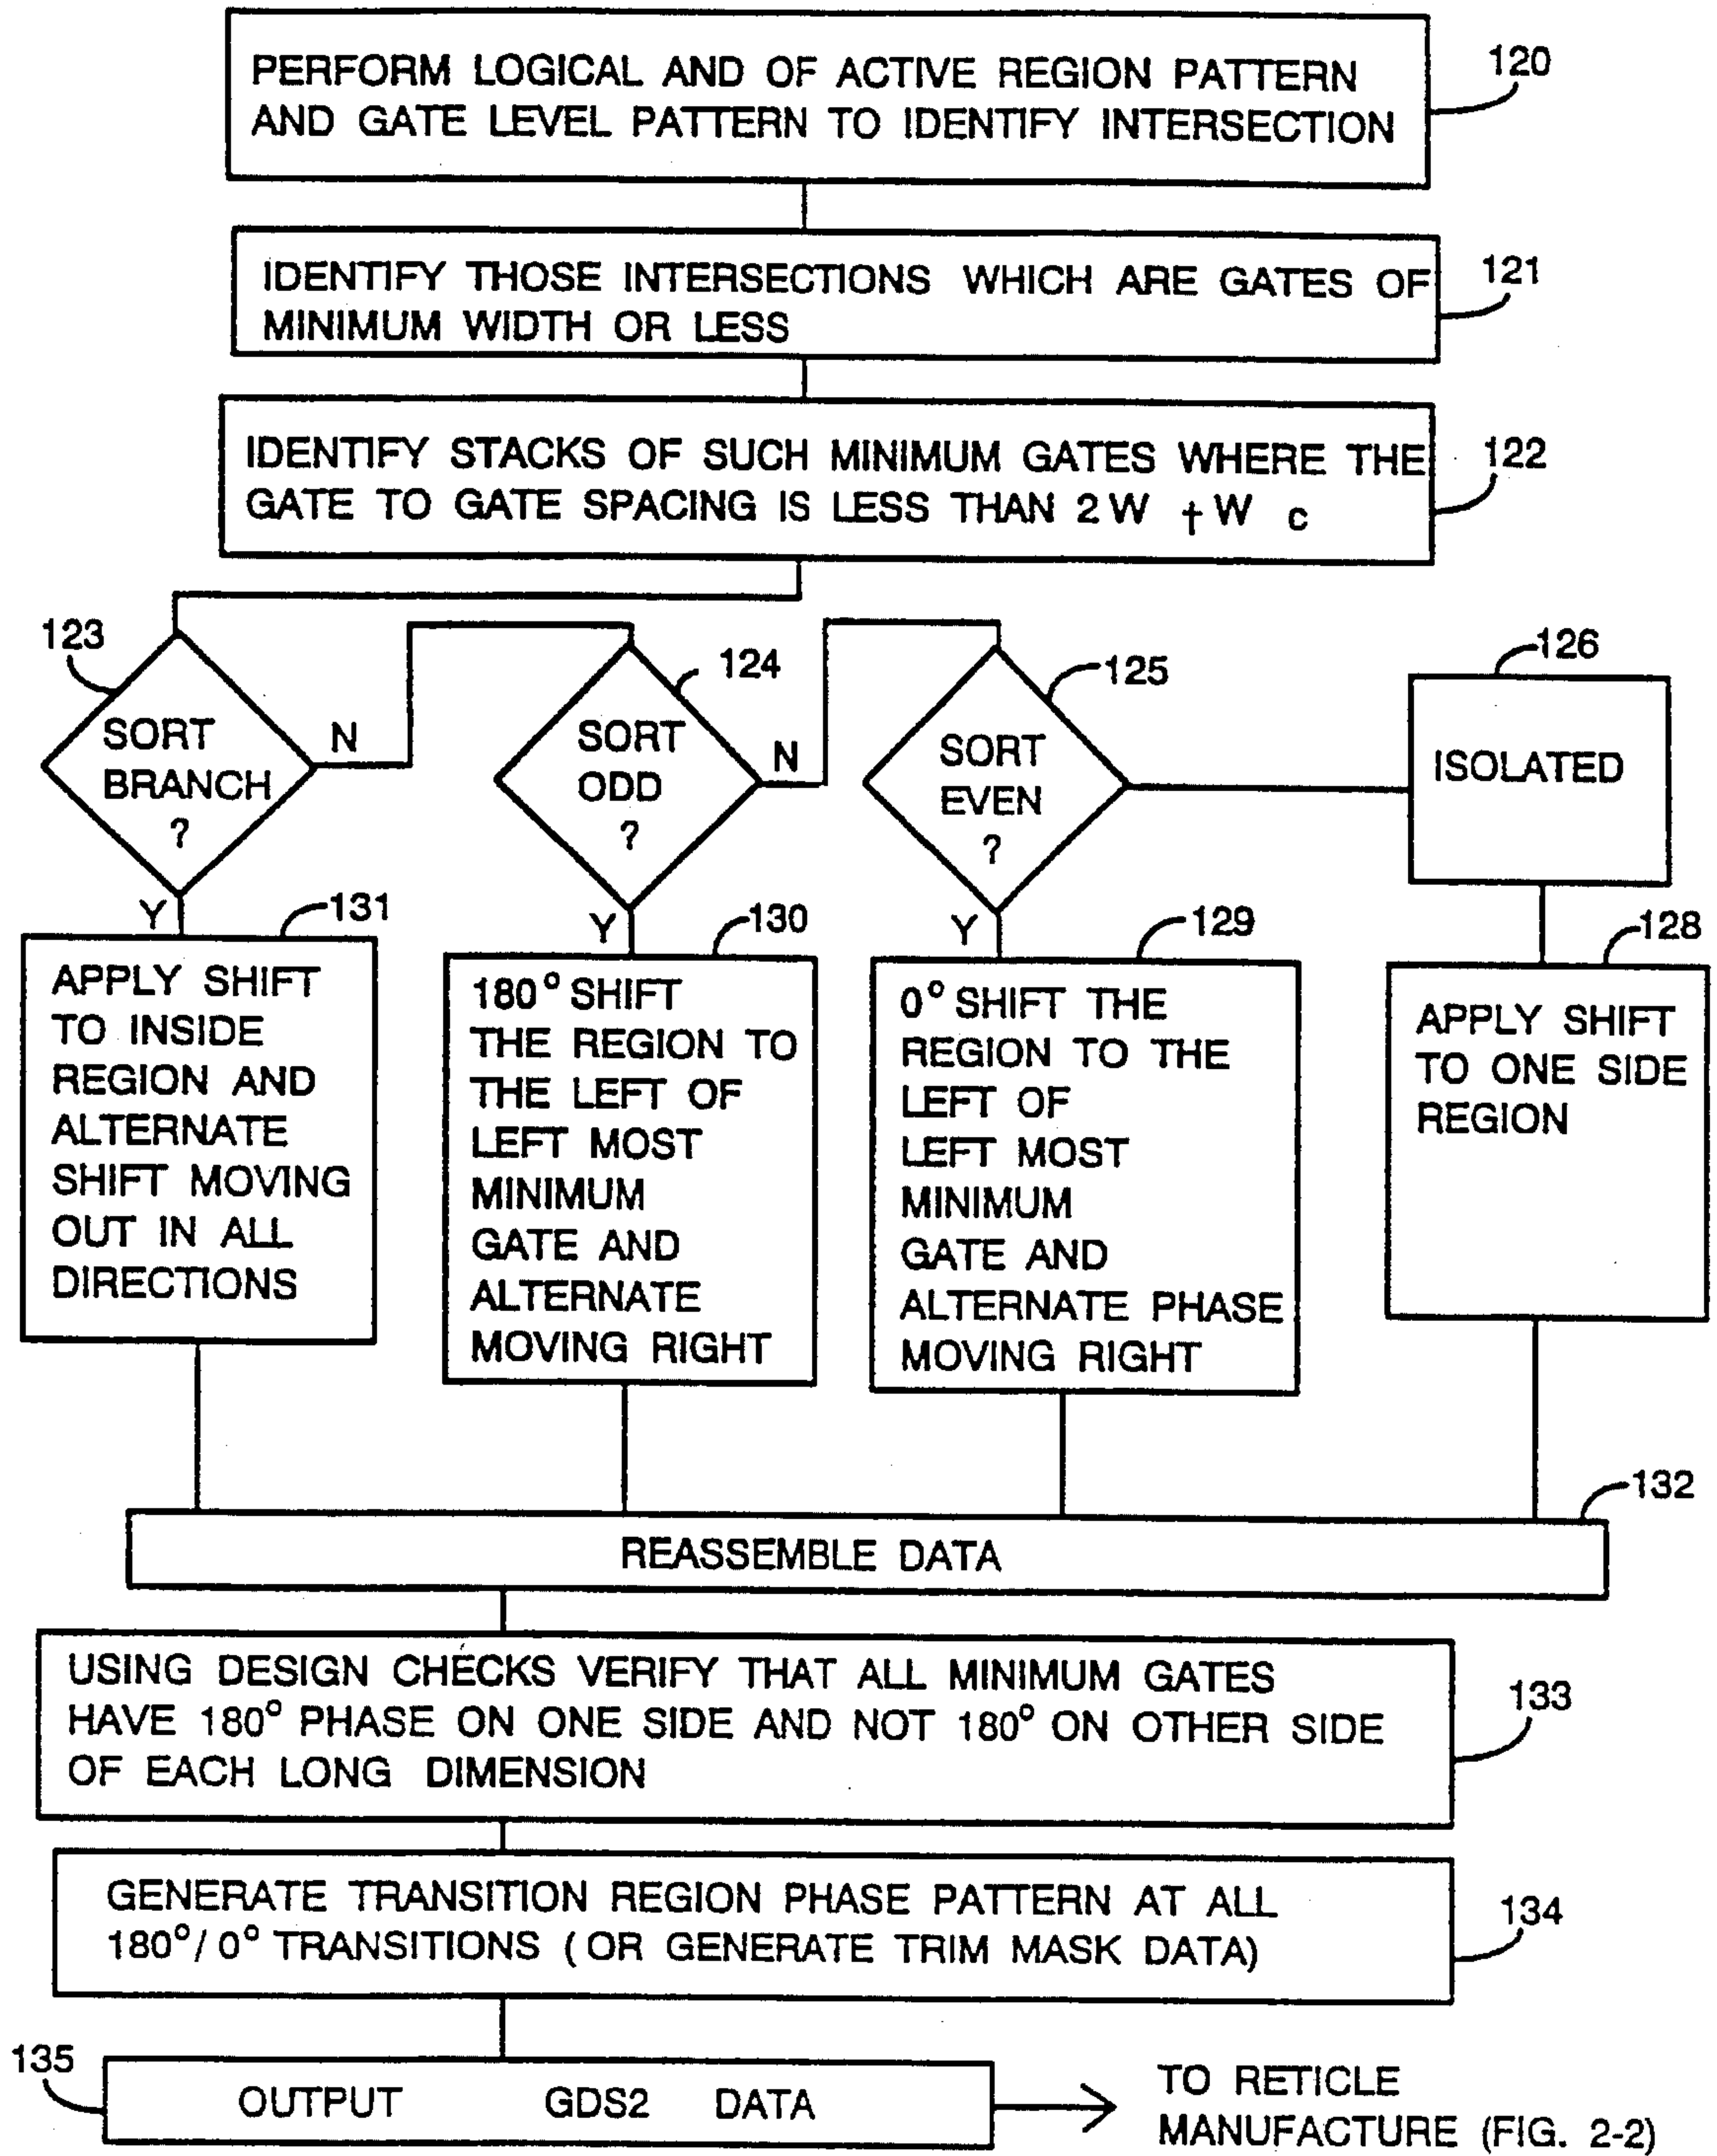 PERFORM LOGICAL AND OF ACTIVE REGION PATTERN
AND GATE LEVEL PATTERN TO IDENTIFY INTERSECTION
120
IDENTIFY THOSE INTERSECTIONS WHICH ARE GATES OF
MINIMUM WIDTH OR LESS
121
IDENTIFY STACKS OF SUCH MINIMUM GATES WHERE THE
GATE TO GATE SPACING IS LESS THAN 2 W † W c
122
123
SORT
BRANCH
?
N
Y
124
SORT
ODD
?
N
Y
125
SORT
EVEN
?
Y
126
ISOLATED
131
APPLY SHIFT
TO INSIDE
REGION AND
ALTERNATE
SHIFT MOVING
OUT IN ALL
DIRECTIONS
130
180° SHIFT
THE REGION TO
THE LEFT OF
LEFT MOST
MINIMUM
GATE AND
ALTERNATE
MOVING RIGHT
129
0° SHIFT THE
REGION TO THE
LEFT OF
LEFT MOST
MINIMUM
GATE AND
ALTERNATE PHASE
MOVING RIGHT
128
APPLY SHIFT
TO ONE SIDE
REGION
132
REASSEMBLE DATA
USING DESIGN CHECKS VERIFY THAT ALL MINIMUM GATES
HAVE 180° PHASE ON ONE SIDE AND NOT 180° ON OTHER SIDE
OF EACH LONG DIMENSION
133
GENERATE TRANSITION REGION PHASE PATTERN AT ALL
180°/ 0° TRANSITIONS (OR GENERATE TRIM MASK DATA)
134
135
OUTPUT GDS2 DATA
TO RETICLE
MANUFACTURE (FIG. 2-2)